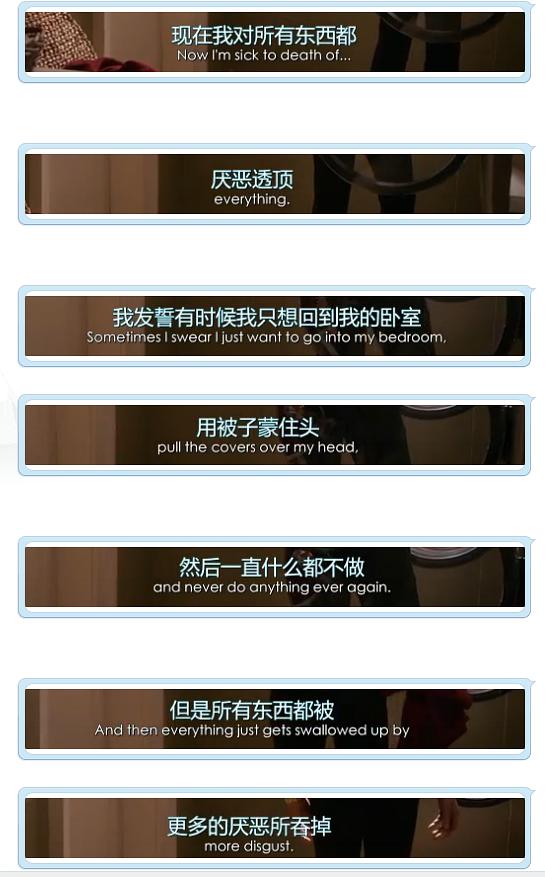 现在我对所有东西都
Now I'm sick to death of...
厌恶透顶
everything.
我发誓有时候我只想回到我的卧室
Sometimes I swear I just want to go into my bedroom,
用被子蒙住头
pull the covers over my head,
然后一直什么都不做
and never do anything ever again.
但是所有东西都被
And then everything just gets swallowed up by
更多的厌恶所吞掉
more disgust.